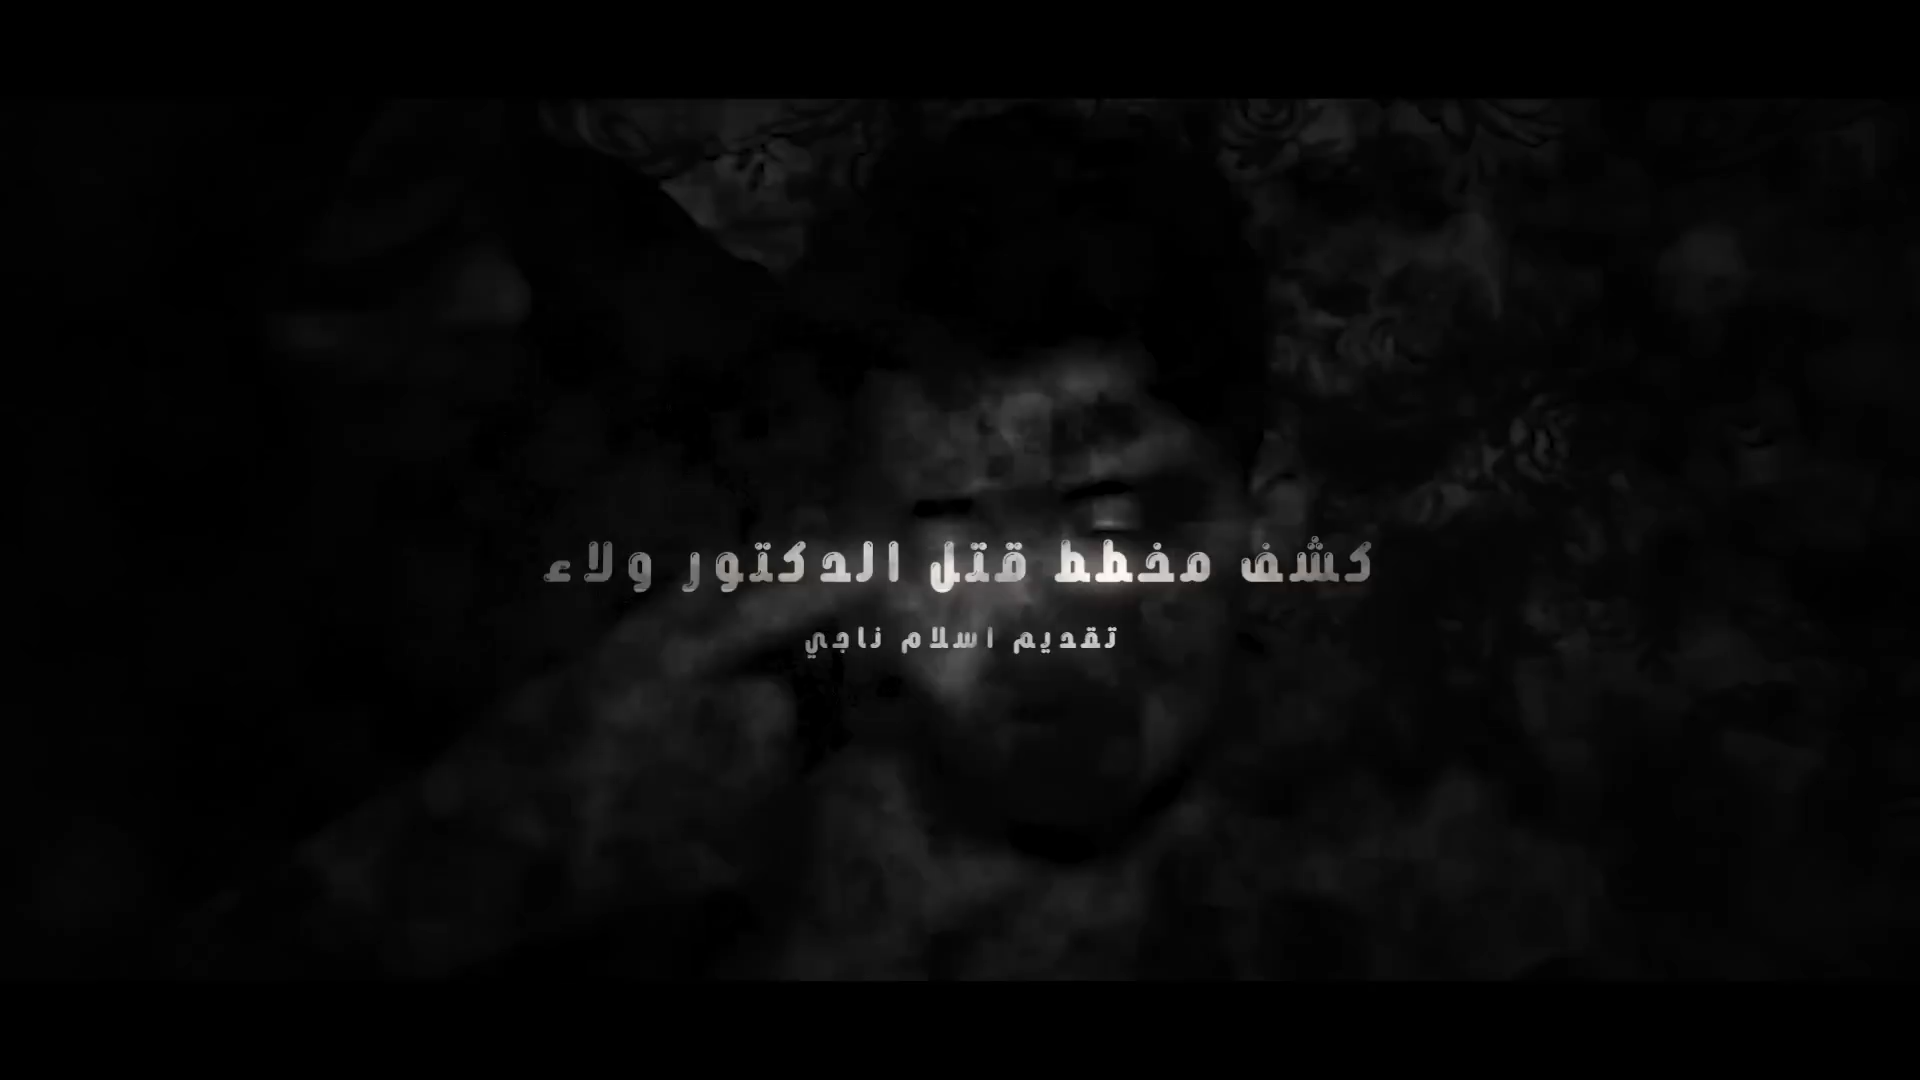 كشف مخطط قتل الدكتور ولاء
تقديم اسلام ناجي